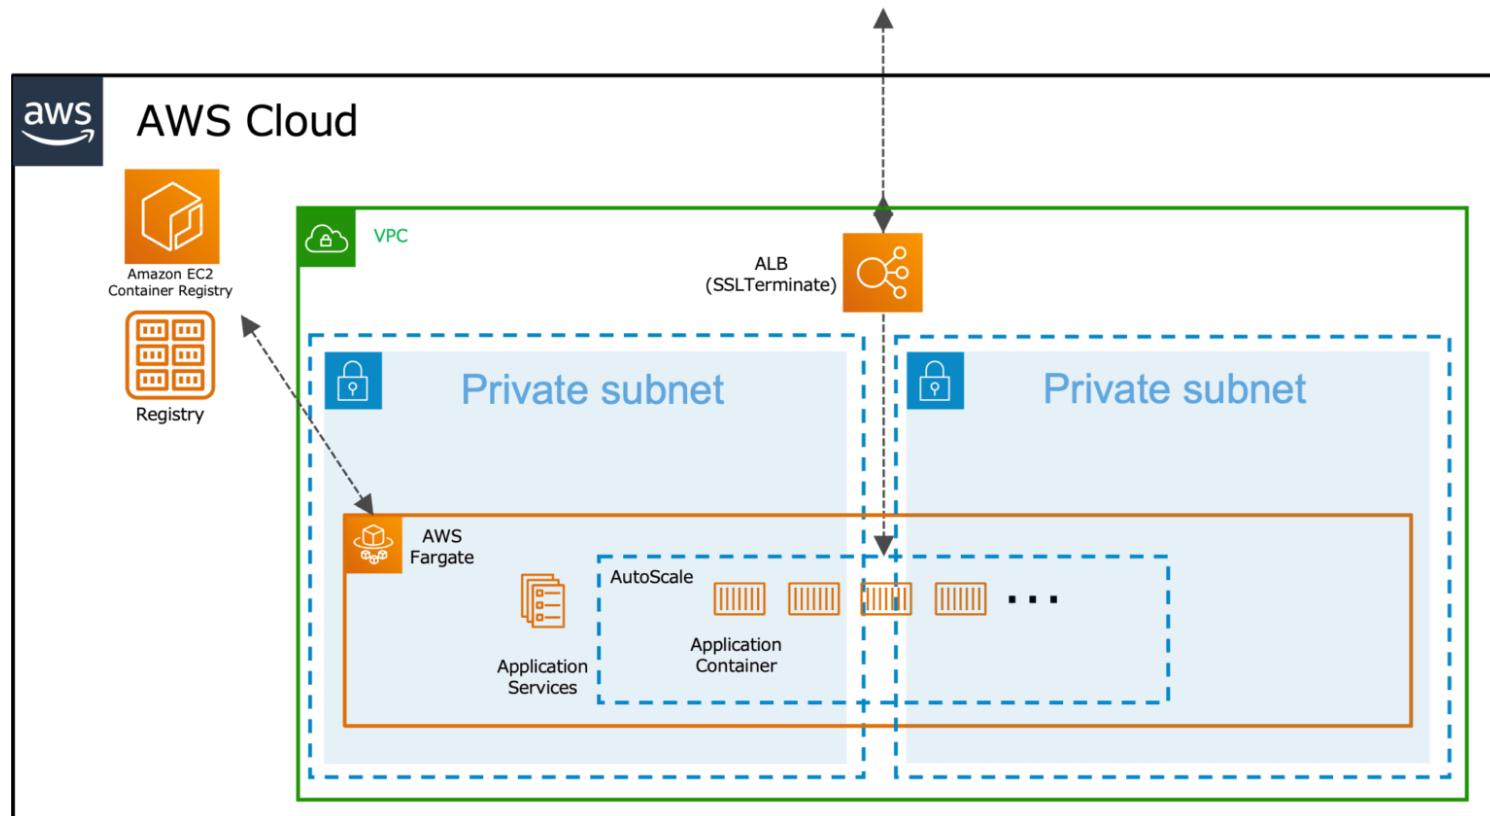 aws
AWS Cloud
Amazon EC2
Container Registry
Registry
VPC
ALB
(SSLTerminate)
Private subnet
Private subnet
AWS
Fargate
Application
Services
AutoScale
Application
Container
...